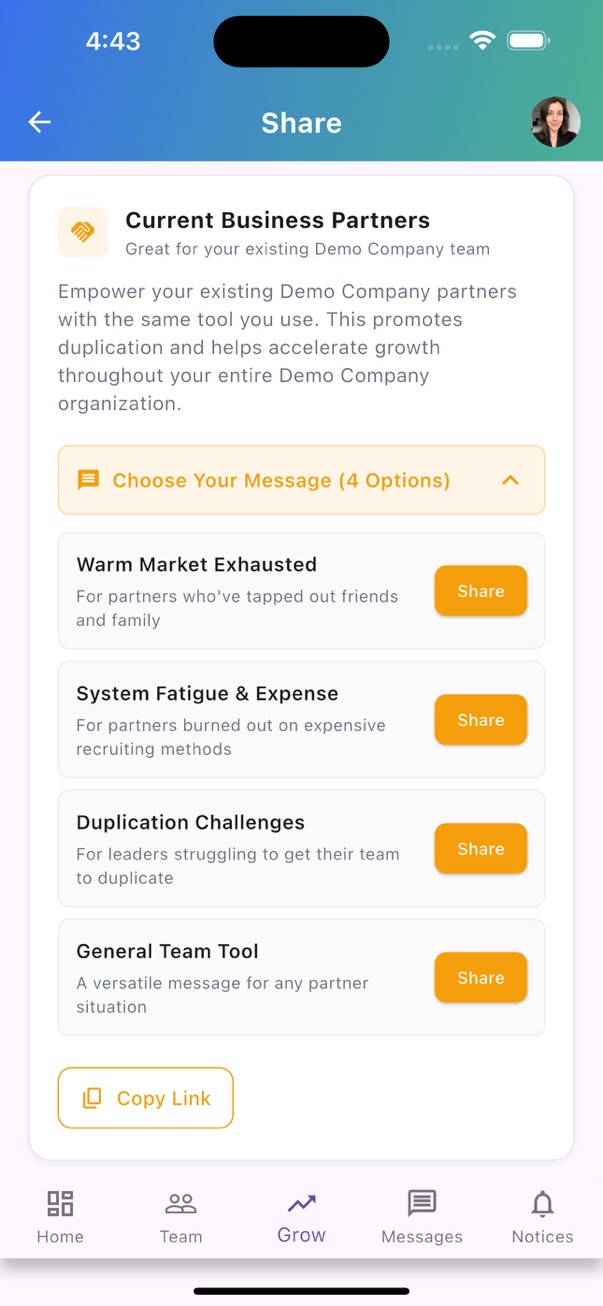 4:43
Share
Current Business Partners
Great for your existing Demo Company team
Empower your existing Demo Company partners
with the same tool you use. This promotes
duplication and helps accelerate growth
throughout your entire Demo Company
organization.
Choose Your Message (4 Options)
Warm Market Exhausted
For partners who've tapped out friends
and family
Share
System Fatigue & Expense
For partners burned out on expensive
recruiting methods
Share
Duplication Challenges
For leaders struggling to get their team
to duplicate
Share
General Team Tool
A versatile message for any partner
situation
Share
Copy Link
Home
Team
Grow
Messages
Notices